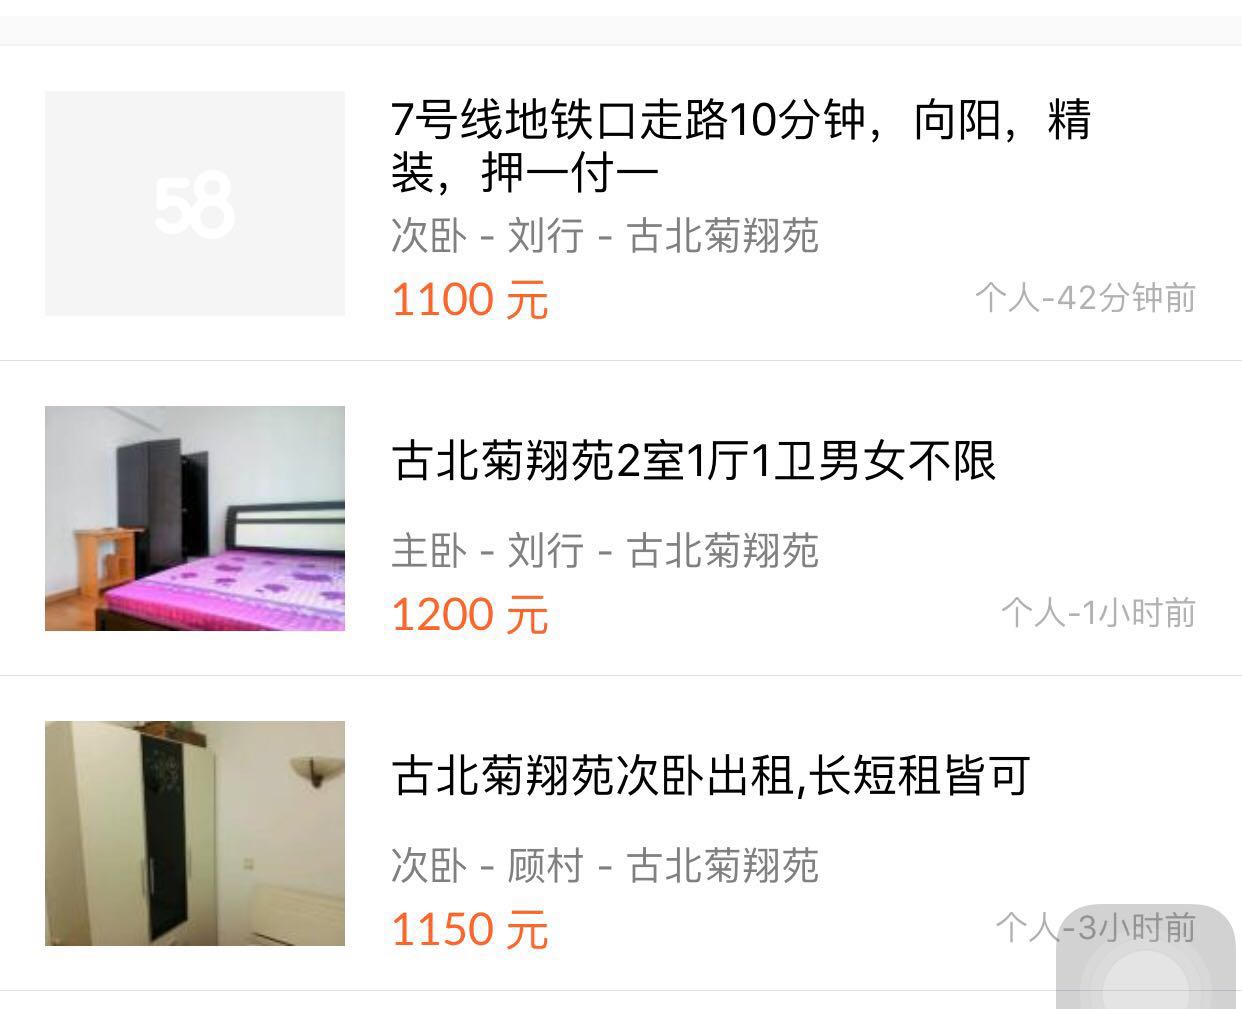 58
7号线地铁口走路10分钟，向阳，精
装，押一付一
次卧 - 刘行 - 古北菊翔苑
1100 元
个人-42分钟前
古北菊翔苑2室1厅1卫男女不限
主卧 - 刘行 - 古北菊翔苑
1200 元
个人-1小时前
古北菊翔苑次卧出租,长短租皆可
次卧 - 顾村 - 古北菊翔苑
1150 元
个人-3小时前